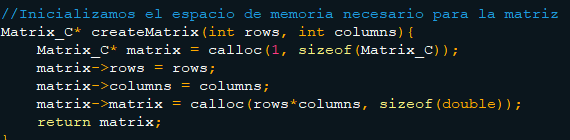 //Inicializamos el espacio de memoria necesario para la matriz
Matrix_C* createMatrix(int rows, int columns){
    Matrix_C* matrix = calloc(1, sizeof(Matrix_C));
    matrix->rows = rows;
    matrix->columns = columns;
    matrix->matrix = calloc(rows*columns, sizeof(double));
    return matrix;
}